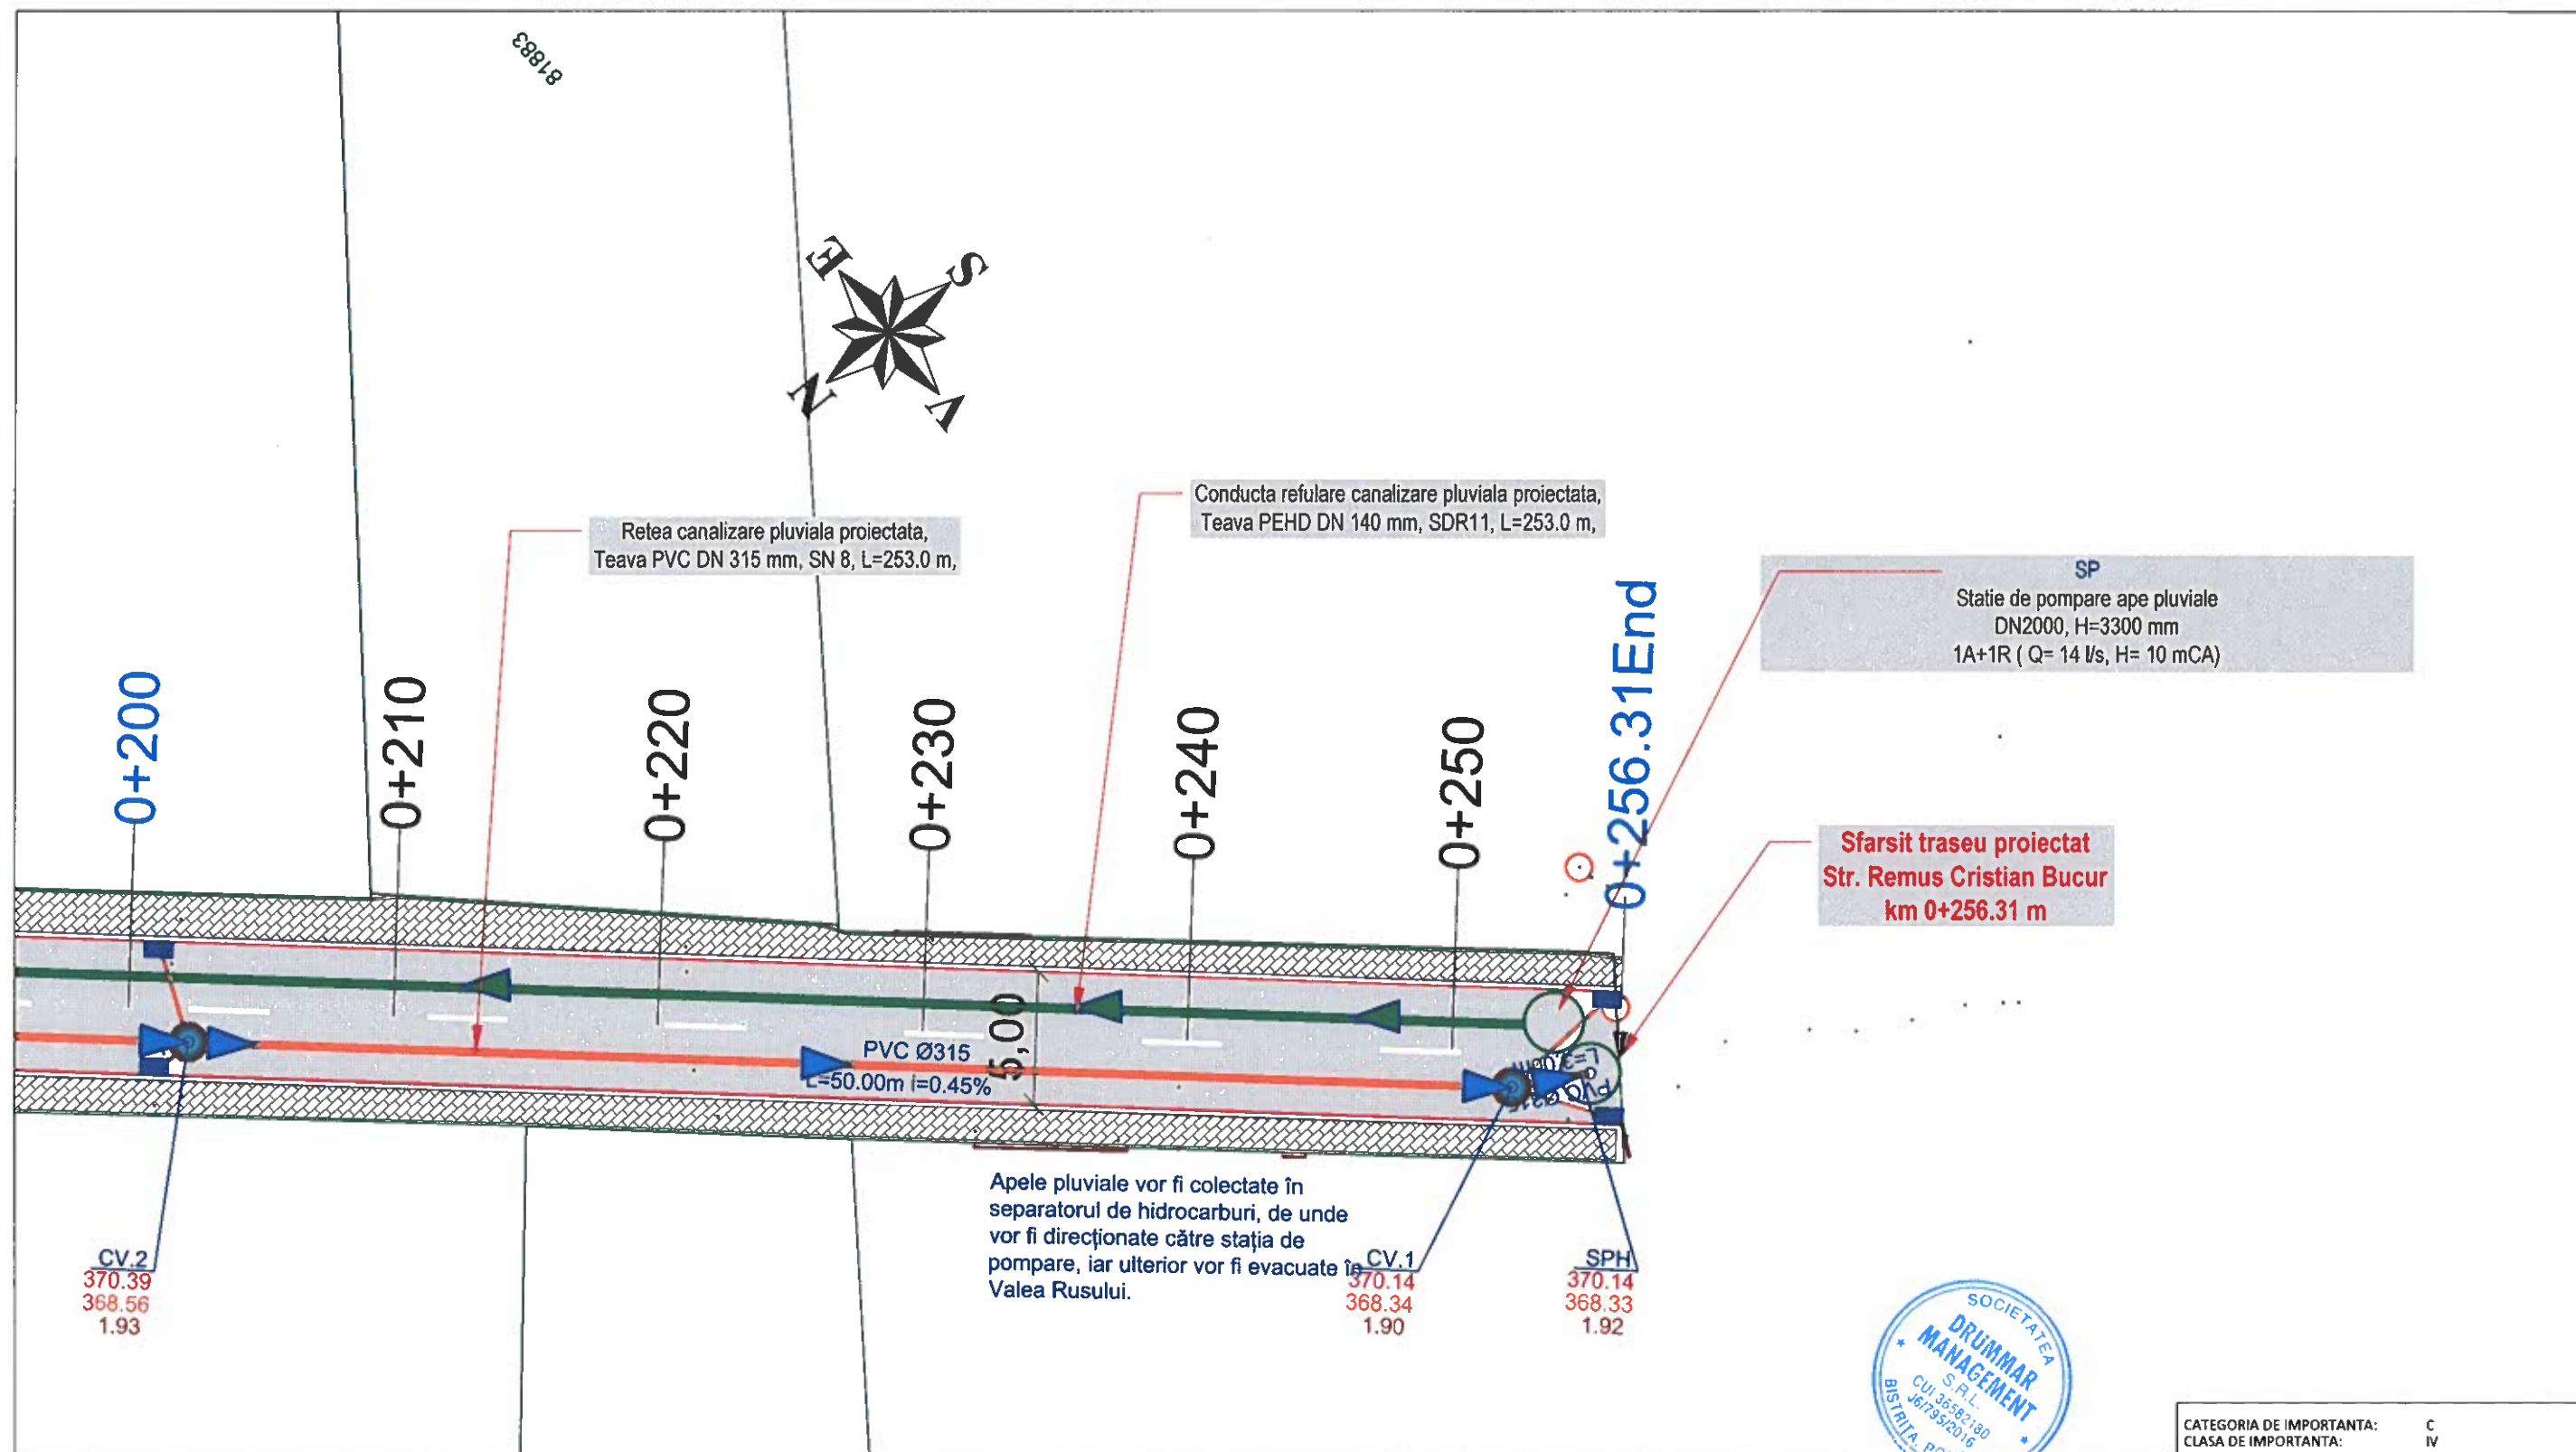 81883
E
S
N
V
Retea canalizare pluviala proiectata,
Teava PVC DN 315 mm, SN 8, L=253.0 m,
Conducta refulare canalizare pluviala proiectata,
Teava PEHD DN 140 mm, SDR11, L=253.0 m,
SP
Statie de pompare ape pluviale
DN2000, H=3300 mm
1A+1R ( Q= 14 l/s, H= 10 mCA)
0+200
0+210
0+220
0+230
0+240
0+250
0+256.31End
Sfarsit traseu proiectat
Str. Remus Cristian Bucur
km 0+256.31 m
5,00
PVC Ø315
L=50.00m i=0.45%
Apele pluviale vor fi colectate în
separatorul de hidrocarburi, de unde
vor fi direcționate către stația de
pompare, iar ulterior vor fi evacuate în
Valea Rusului.
CV.2
370.39
368.56
1.93
CV.1
370.14
368.34
1.90
SPH
370.14
368.33
1.92
SOCIETATEA
DRUMMAR
MANAGEMENT
S.R.L.
CUI 36582180
J6/795/2016
BISTRIȚA,
CATEGORIA DE IMPORTANTA: C
CLASA DE IMPORTANTA: IV